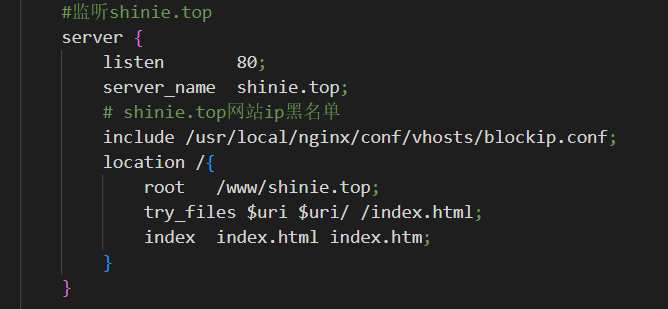 #监听shinie.top
server {
listen 80;
server_name shinie.top;
# shinie.top网站ip黑名单
include /usr/local/nginx/conf/vhosts/blockip.conf;
location /{
root /www/shinie.top;
try_files $uri $uri/ /index.html;
index index.html index.htm;
}
}